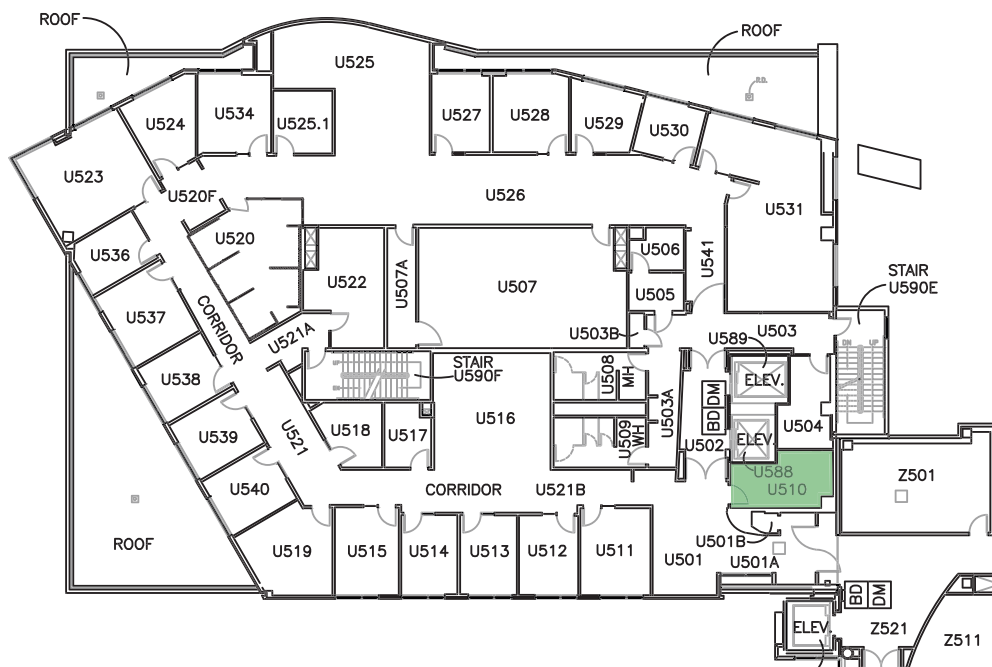 ROOF
ROOF
U525
R.D.
U534
U525.1
U527
U528
U529
U530
U524
U523
U520F
U526
U531
U520
U536
U506
U541
STAIR
U590E
U522
U507A
U507
U505
U537
CORRIDOR
U521A
U503B
U589
U503
DN
UP
STAIR
U590F
U508
MH
ELEV.
U538
BD
DM
U503A
U516
U504
U518
U517
U509
WH
U502
ELEV.
U539
U521
U588
U510
Z501
U540
CORRIDOR
U521B
ROOF
U519
U515
U514
U513
U512
U511
U501
U501B
U501A
BD
DM
ELEV.
Z521
Z511